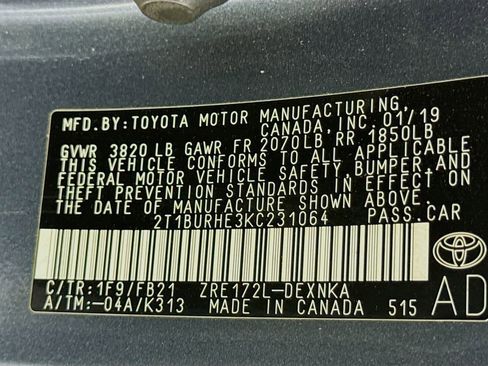 MFD. BY: TOYOTA MOTOR MANUFACTURING,
CANADA, INC. 01/19
GVWR 3820 LB GAWR FR 2070LB RR 1850LB
THIS VEHICLE CONFORMS TO ALL APPLICABLE
FEDERAL MOTOR VEHICLE SAFETY, BUMPER AND
THEFT PREVENTION STANDARDS IN EFFECT ON
THE DATE OF MANUFACTURE SHOWN ABOVE.
2T1BURHE3KC231064 PASS. CAR
C/TR: 1F9/FB21 ZRE172L-DEXNKA
A/TM: -04A/K313 MADE IN CANADA 515
TOYOTA
AD